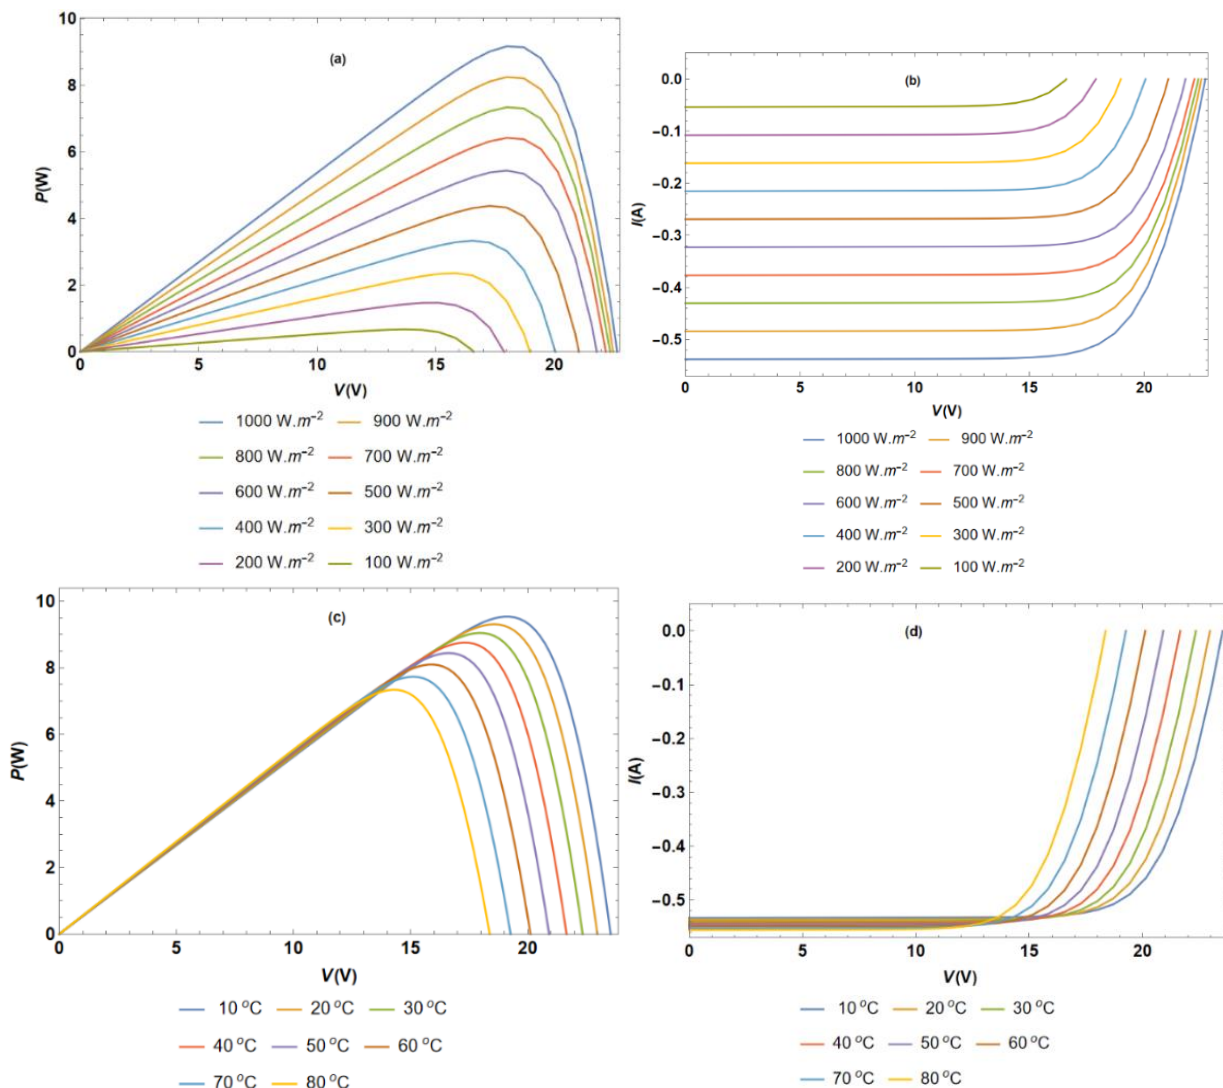 (a)
P(W)
10
8
6
4
2
0
0 5 10 15 20
V(V)
1000 W.m⁻² 900 W.m⁻²
800 W.m⁻² 700 W.m⁻²
600 W.m⁻² 500 W.m⁻²
400 W.m⁻² 300 W.m⁻²
200 W.m⁻² 100 W.m⁻²
(b)
I(A)
0.0
−0.1
−0.2
−0.3
−0.4
−0.5
0 5 10 15 20
V(V)
1000 W.m⁻² 900 W.m⁻²
800 W.m⁻² 700 W.m⁻²
600 W.m⁻² 500 W.m⁻²
400 W.m⁻² 300 W.m⁻²
200 W.m⁻² 100 W.m⁻²
(c)
P(W)
10
8
6
4
2
0
0 5 10 15 20
V(V)
10 °C 20 °C 30 °C
40 °C 50 °C 60 °C
70 °C 80 °C
(d)
I(A)
0.0
−0.1
−0.2
−0.3
−0.4
−0.5
0 5 10 15 20
V(V)
10 °C 20 °C 30 °C
40 °C 50 °C 60 °C
70 °C 80 °C